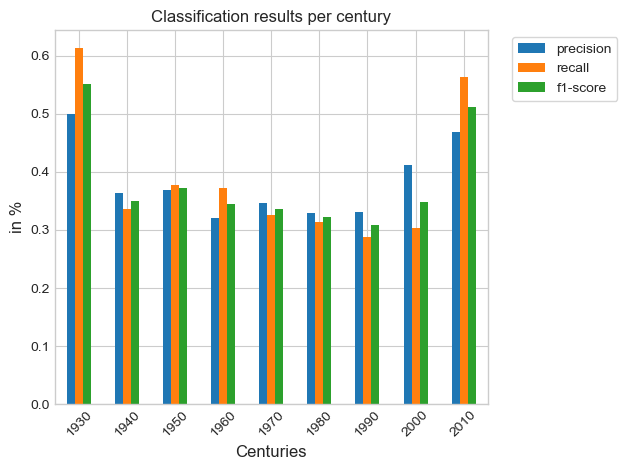 Classification results per century
precision
recall
f1-score
in %
0.6
0.5
0.4
0.3
0.2
0.1
0.0
1930
1940
1950
1960
1970
1980
1990
2000
2010
Centuries